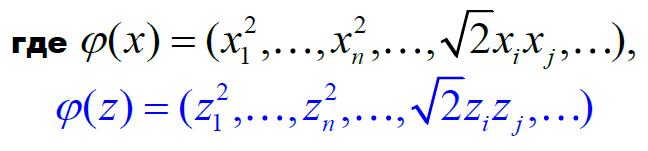 где φ(x) = (x₁²,…,xₙ²,…,√2xᵢxⱼ,…),
φ(z) = (z₁²,…,zₙ²,…,√2zᵢzⱼ,…)